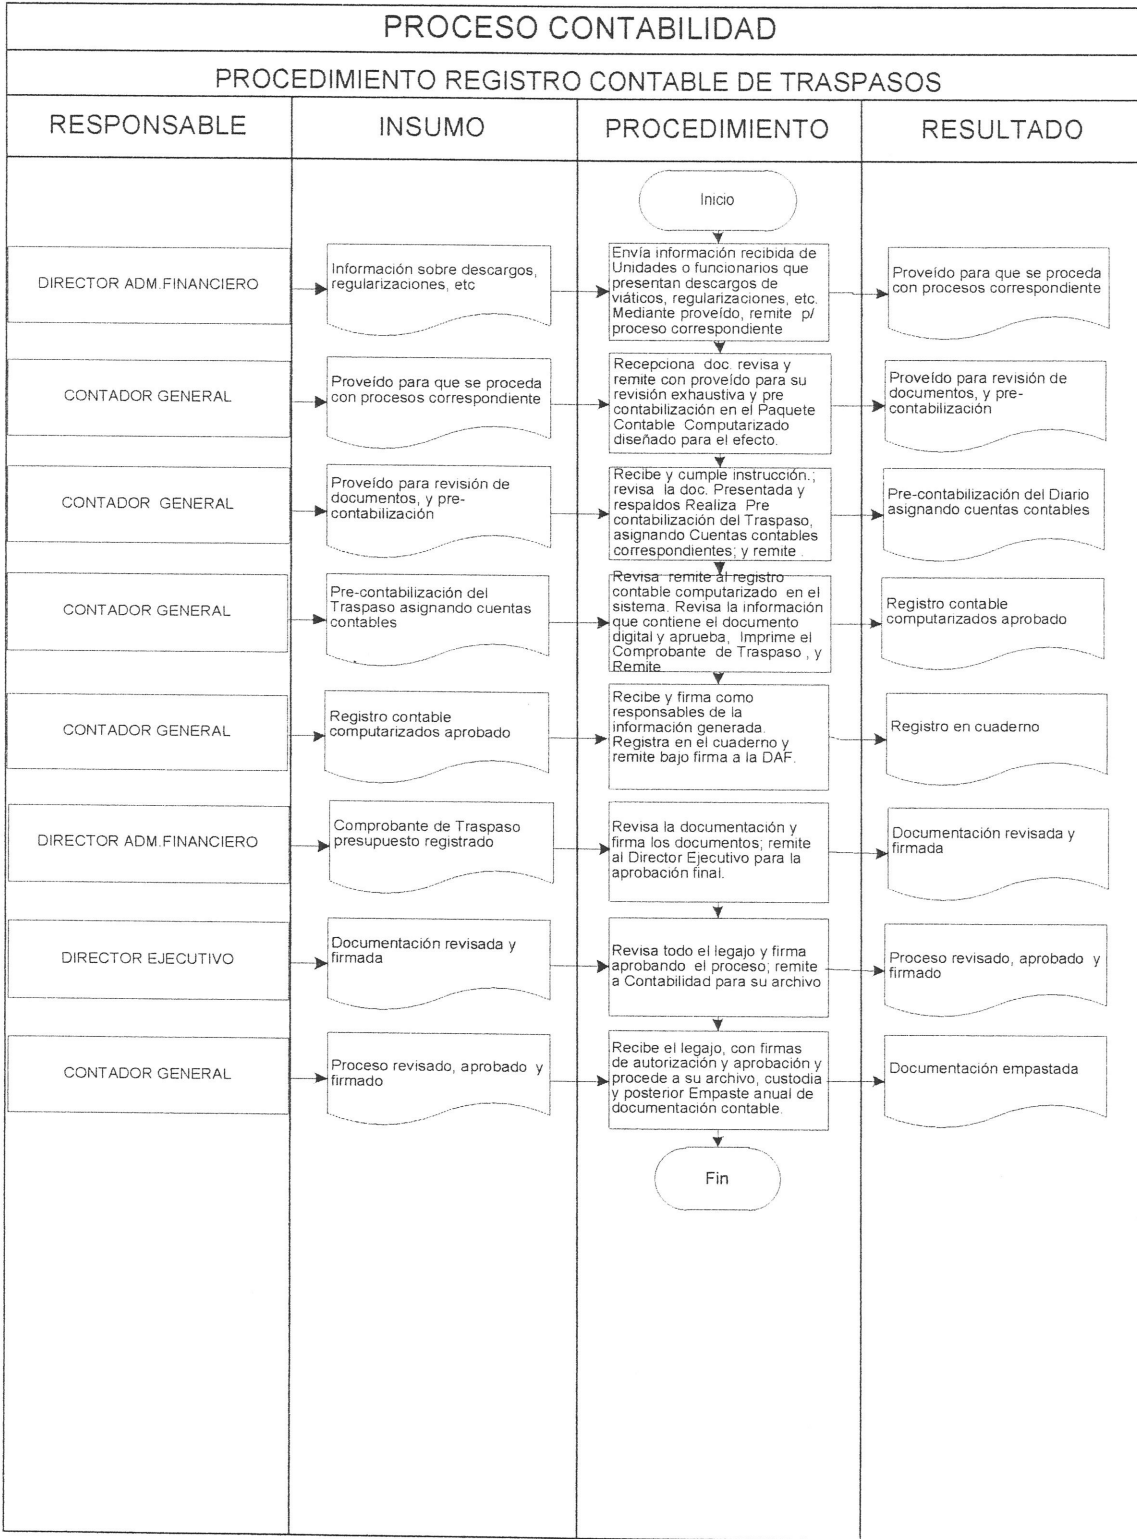 PROCESO CONTABILIDAD
PROCEDIMIENTO REGISTRO CONTABLE DE TRASPASOS
RESPONSABLE
INSUMO
PROCEDIMIENTO
RESULTADO
Inicio
DIRECTOR ADM.FINANCIERO
Información sobre descargos,
regularizaciones, etc
Envía información recibida de
Unidades o funcionarios que
presentan descargos de
viáticos, regularizaciones, etc.
Mediante proveído, remite p/
proceso correspondiente
Proveído para que se proceda
con procesos correspondiente
CONTADOR GENERAL
Proveído para que se proceda
con procesos correspondiente
Recepciona doc. revisa y
remite con proveído para su
revisión exhaustiva y pre
contabilización en el Paquete
Contable Computarizado
diseñado para el efecto.
Proveído para revisión de
documentos, y pre-
contabilización
CONTADOR GENERAL
Proveído para revisión de
documentos, y pre-
contabilización
Recibe y cumple instrucción.;
revisa la doc. Presentada y
respaldos Realiza Pre
contabilización del Traspaso,
asignando Cuentas contables
correspondientes; y remite .
Pre-contabilización del Diario
asignando cuentas contables
CONTADOR GENERAL
Pre-contabilización del
Traspaso asignando cuentas
contables
Revisa remite al registro
contable computarizado en el
sistema. Revisa la información
que contiene el documento
digital y aprueba, Imprime el
Comprobante de Traspaso , y
Remite
Registro contable
computarizados aprobado
CONTADOR GENERAL
Registro contable
computarizados aprobado
Recibe y firma como
responsables de la
información generada.
Registra en el cuaderno y
remite bajo firma a la DAF.
Registro en cuaderno
DIRECTOR ADM.FINANCIERO
Comprobante de Traspaso
presupuesto registrado
Revisa la documentación y
firma los documentos; remite
al Director Ejecutivo para la
aprobación final.
Documentación revisada y
firmada
DIRECTOR EJECUTIVO
Documentación revisada y
firmada
Revisa todo el legajo y firma
aprobando el proceso; remite
a Contabilidad para su archivo
Proceso revisado, aprobado y
firmado
CONTADOR GENERAL
Proceso revisado, aprobado y
firmado
Recibe el legajo, con firmas
de autorización y aprobación y
procede a su archivo, custodia
y posterior Empaste anual de
documentación contable.
Documentación empastada
Fin